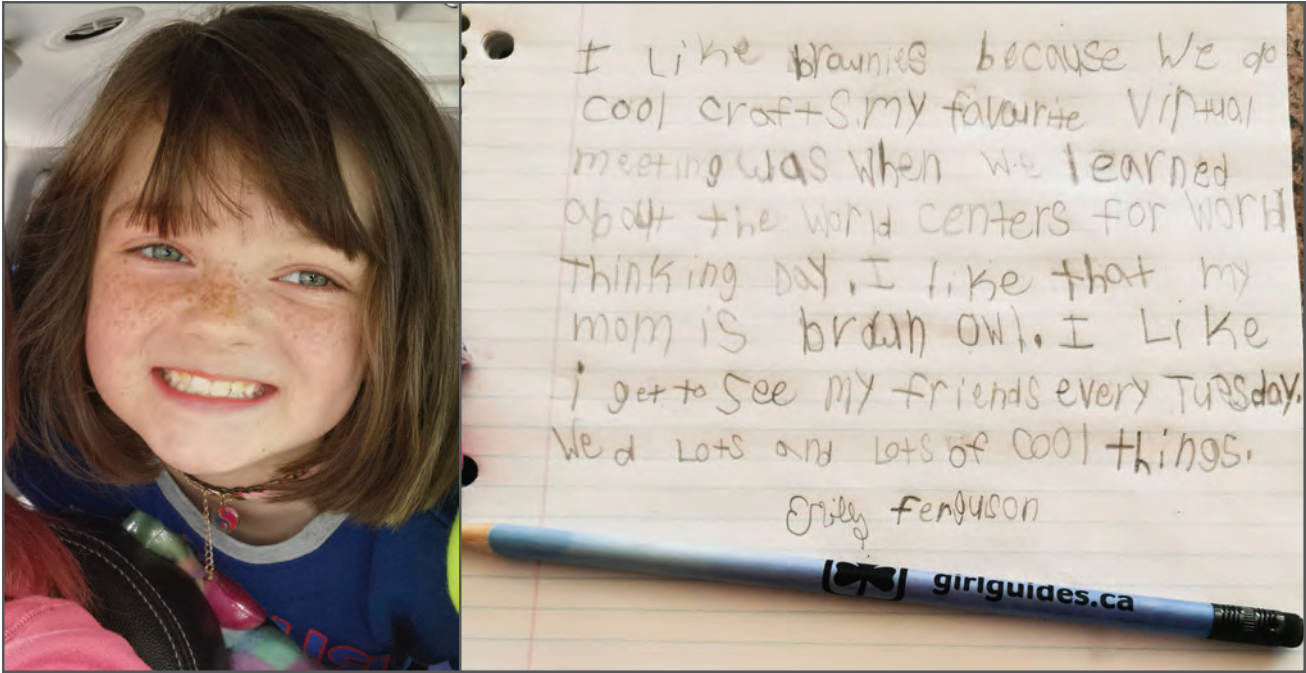 I Like brownies because We do
cool crafts. my favourite Virtual
meeting was when we learned
about the world centers for world
thinking Day. I like that my
mom is brown owl. I Like
i get to see my friends every Tuesday.
We d Lots and Lots of cool things.
Emily Ferguson
girlguides.ca